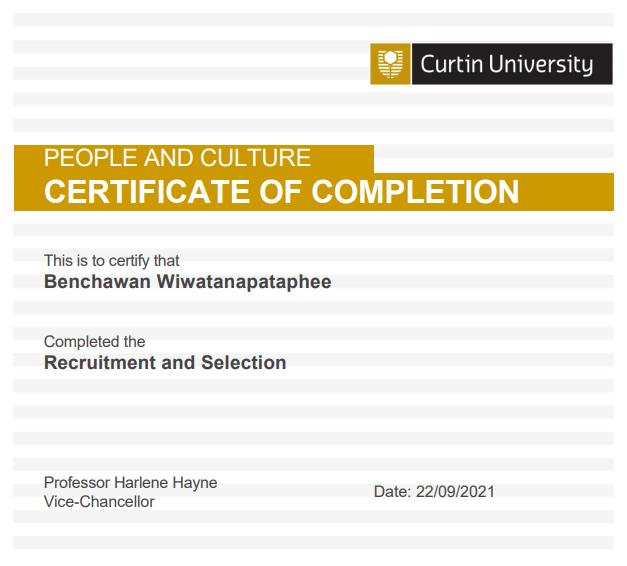 Curtin University
PEOPLE AND CULTURE
CERTIFICATE OF COMPLETION
This is to certify that
Benchawan Wiwatanapataphee
Completed the
Recruitment and Selection
Professor Harlene Hayne
Vice-Chancellor
Date: 22/09/2021